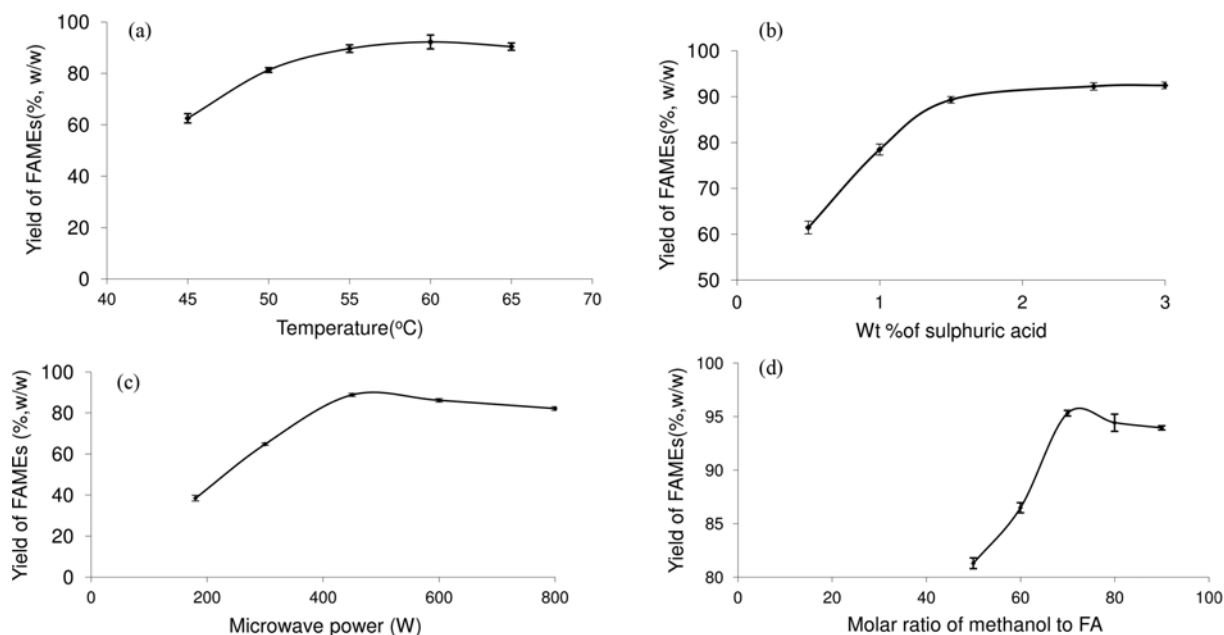 (a)
Yield of FAMEs(%, w/w)
100
80
60
40
20
0
40 45 50 55 60 65 70
Temperature(ºC)
(b)
Yield of FAMEs(%, w/w)
100
90
80
70
60
50
0 1 2 3
Wt %of sulphuric acid
(c)
Yield of FAMEs (%,w/w)
100
80
60
40
20
0
0 200 400 600 800
Microwave power (W)
(d)
Yield of FAMEs(%,w/w)
100
95
90
85
80
0 20 40 60 80 100
Molar ratio of methanol to FA